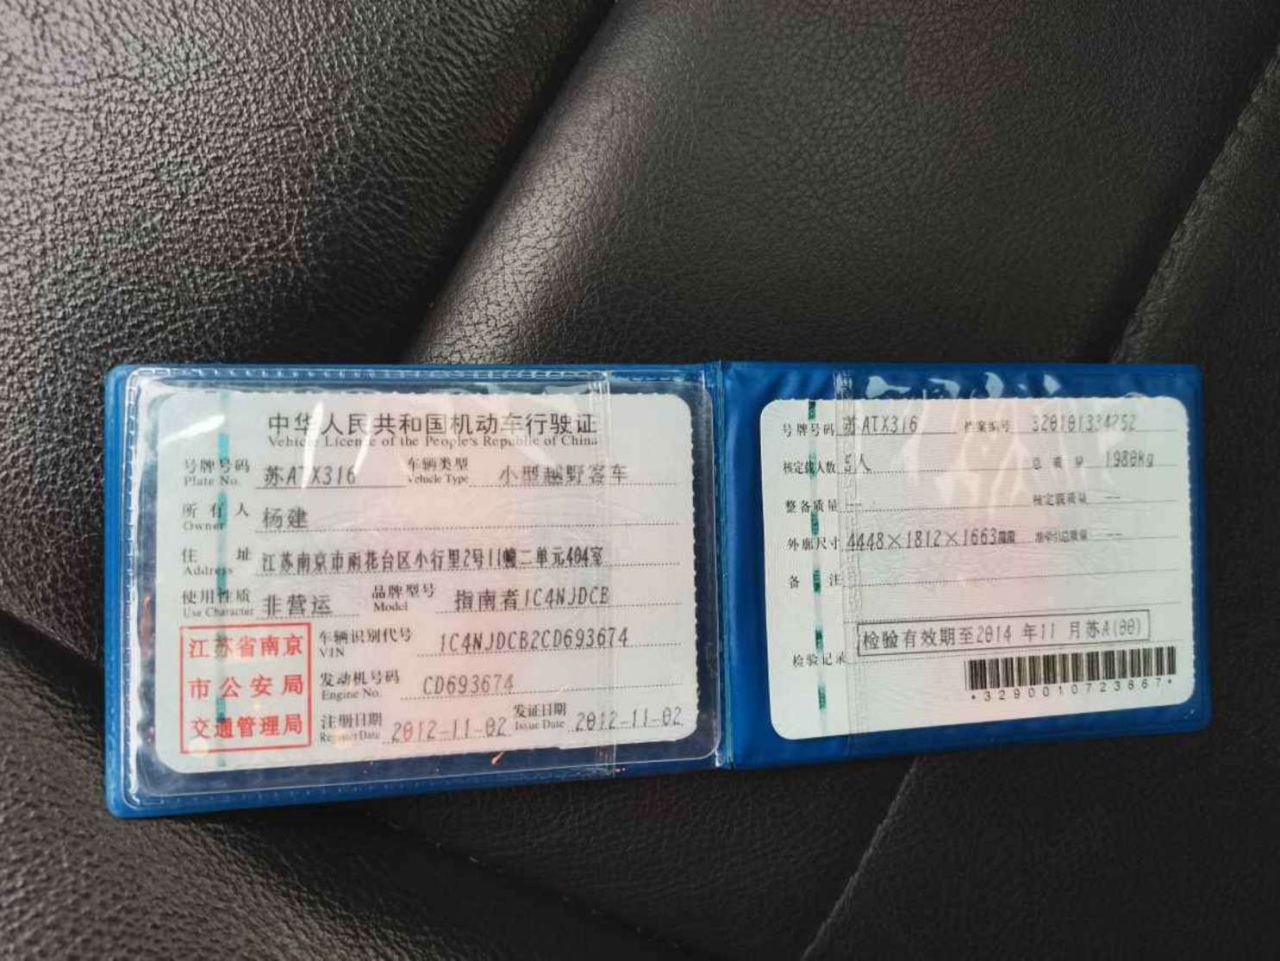 中华人民共和国机动车行驶证
Vehicle License of the People's Republic of China
号牌号码 苏ATX316 车辆类型 小型越野客车
Plate No. Vehicle Type
所有人 杨建
Owner
住址 江苏南京市雨花台区小行里2号11幢二单元404室
Address
使用性质 非营运 品牌型号 指南者1C4NJDCB
Use Character Model
江苏省南京
市公安局
交通管理局
车辆识别代号 1C4NJDCB2CD693674
VIN
发动机号码 CD693674
Engine No.
注册日期 2012-11-02 发证日期 2012-11-02
Register Date Issue Date
号牌号码 苏ATX316 档案编号 320101334252
核定载人数 5人 总质量 1980kg
整备质量 -- 核定载质量 --
外廓尺寸 4448×1812×1663 准牵引总质量 --
备注
检验记录 检验有效期至2014年11月苏A(00)
*3290010723867*